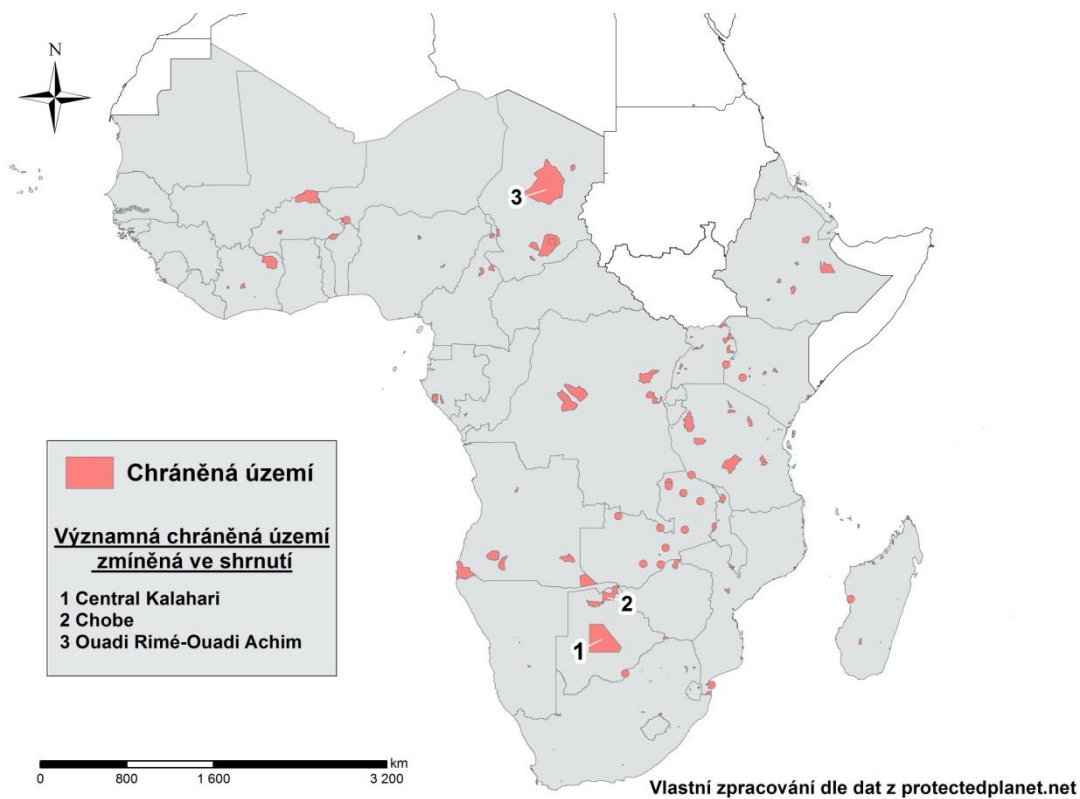 N
3
2
1
Chráněná území
Významná chráněná území
zmíněná ve shrnutí
1 Central Kalahari
2 Chobe
3 Ouadi Rimé-Ouadi Achim
km
0 800 1 600 3 200
Vlastní zpracování dle dat z protectedplanet.net